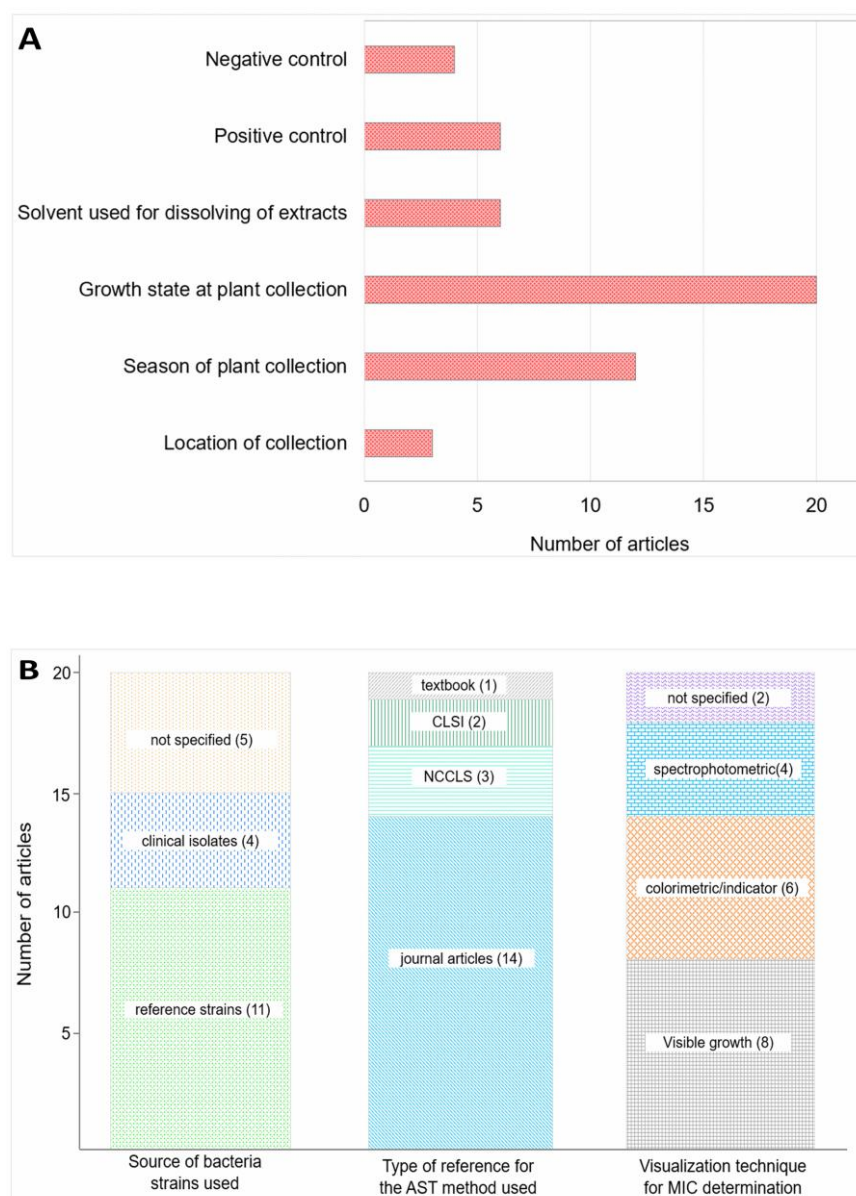 A
Negative control
Positive control
Solvent used for dissolving of extracts
Growth state at plant collection
Season of plant collection
Location of collection
0 5 10 15 20
Number of articles
B
Number of articles
20
15
10
5
not specified (5)
clinical isolates (4)
reference strains (11)
textbook (1)
CLSI (2)
NCCLS (3)
journal articles (14)
not specified (2)
spectrophotometric(4)
colorimetric/indicator (6)
Visible growth (8)
Source of bacteria
strains used
Type of reference for
the AST method used
Visualization technique
for MIC determination